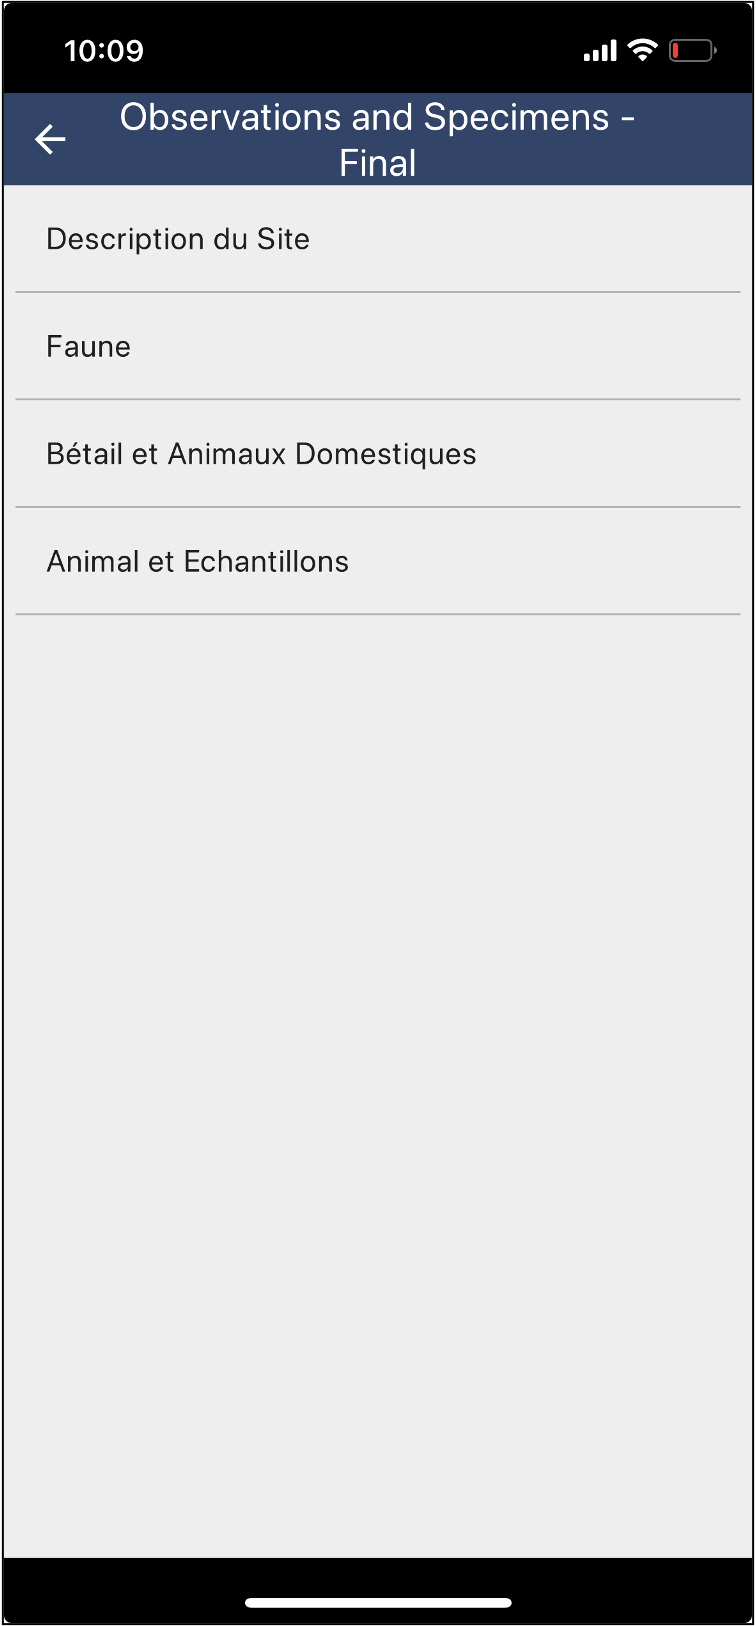 10:09
Observations and Specimens -
Final
Description du Site
Faune
Bétail et Animaux Domestiques
Animal et Echantillons